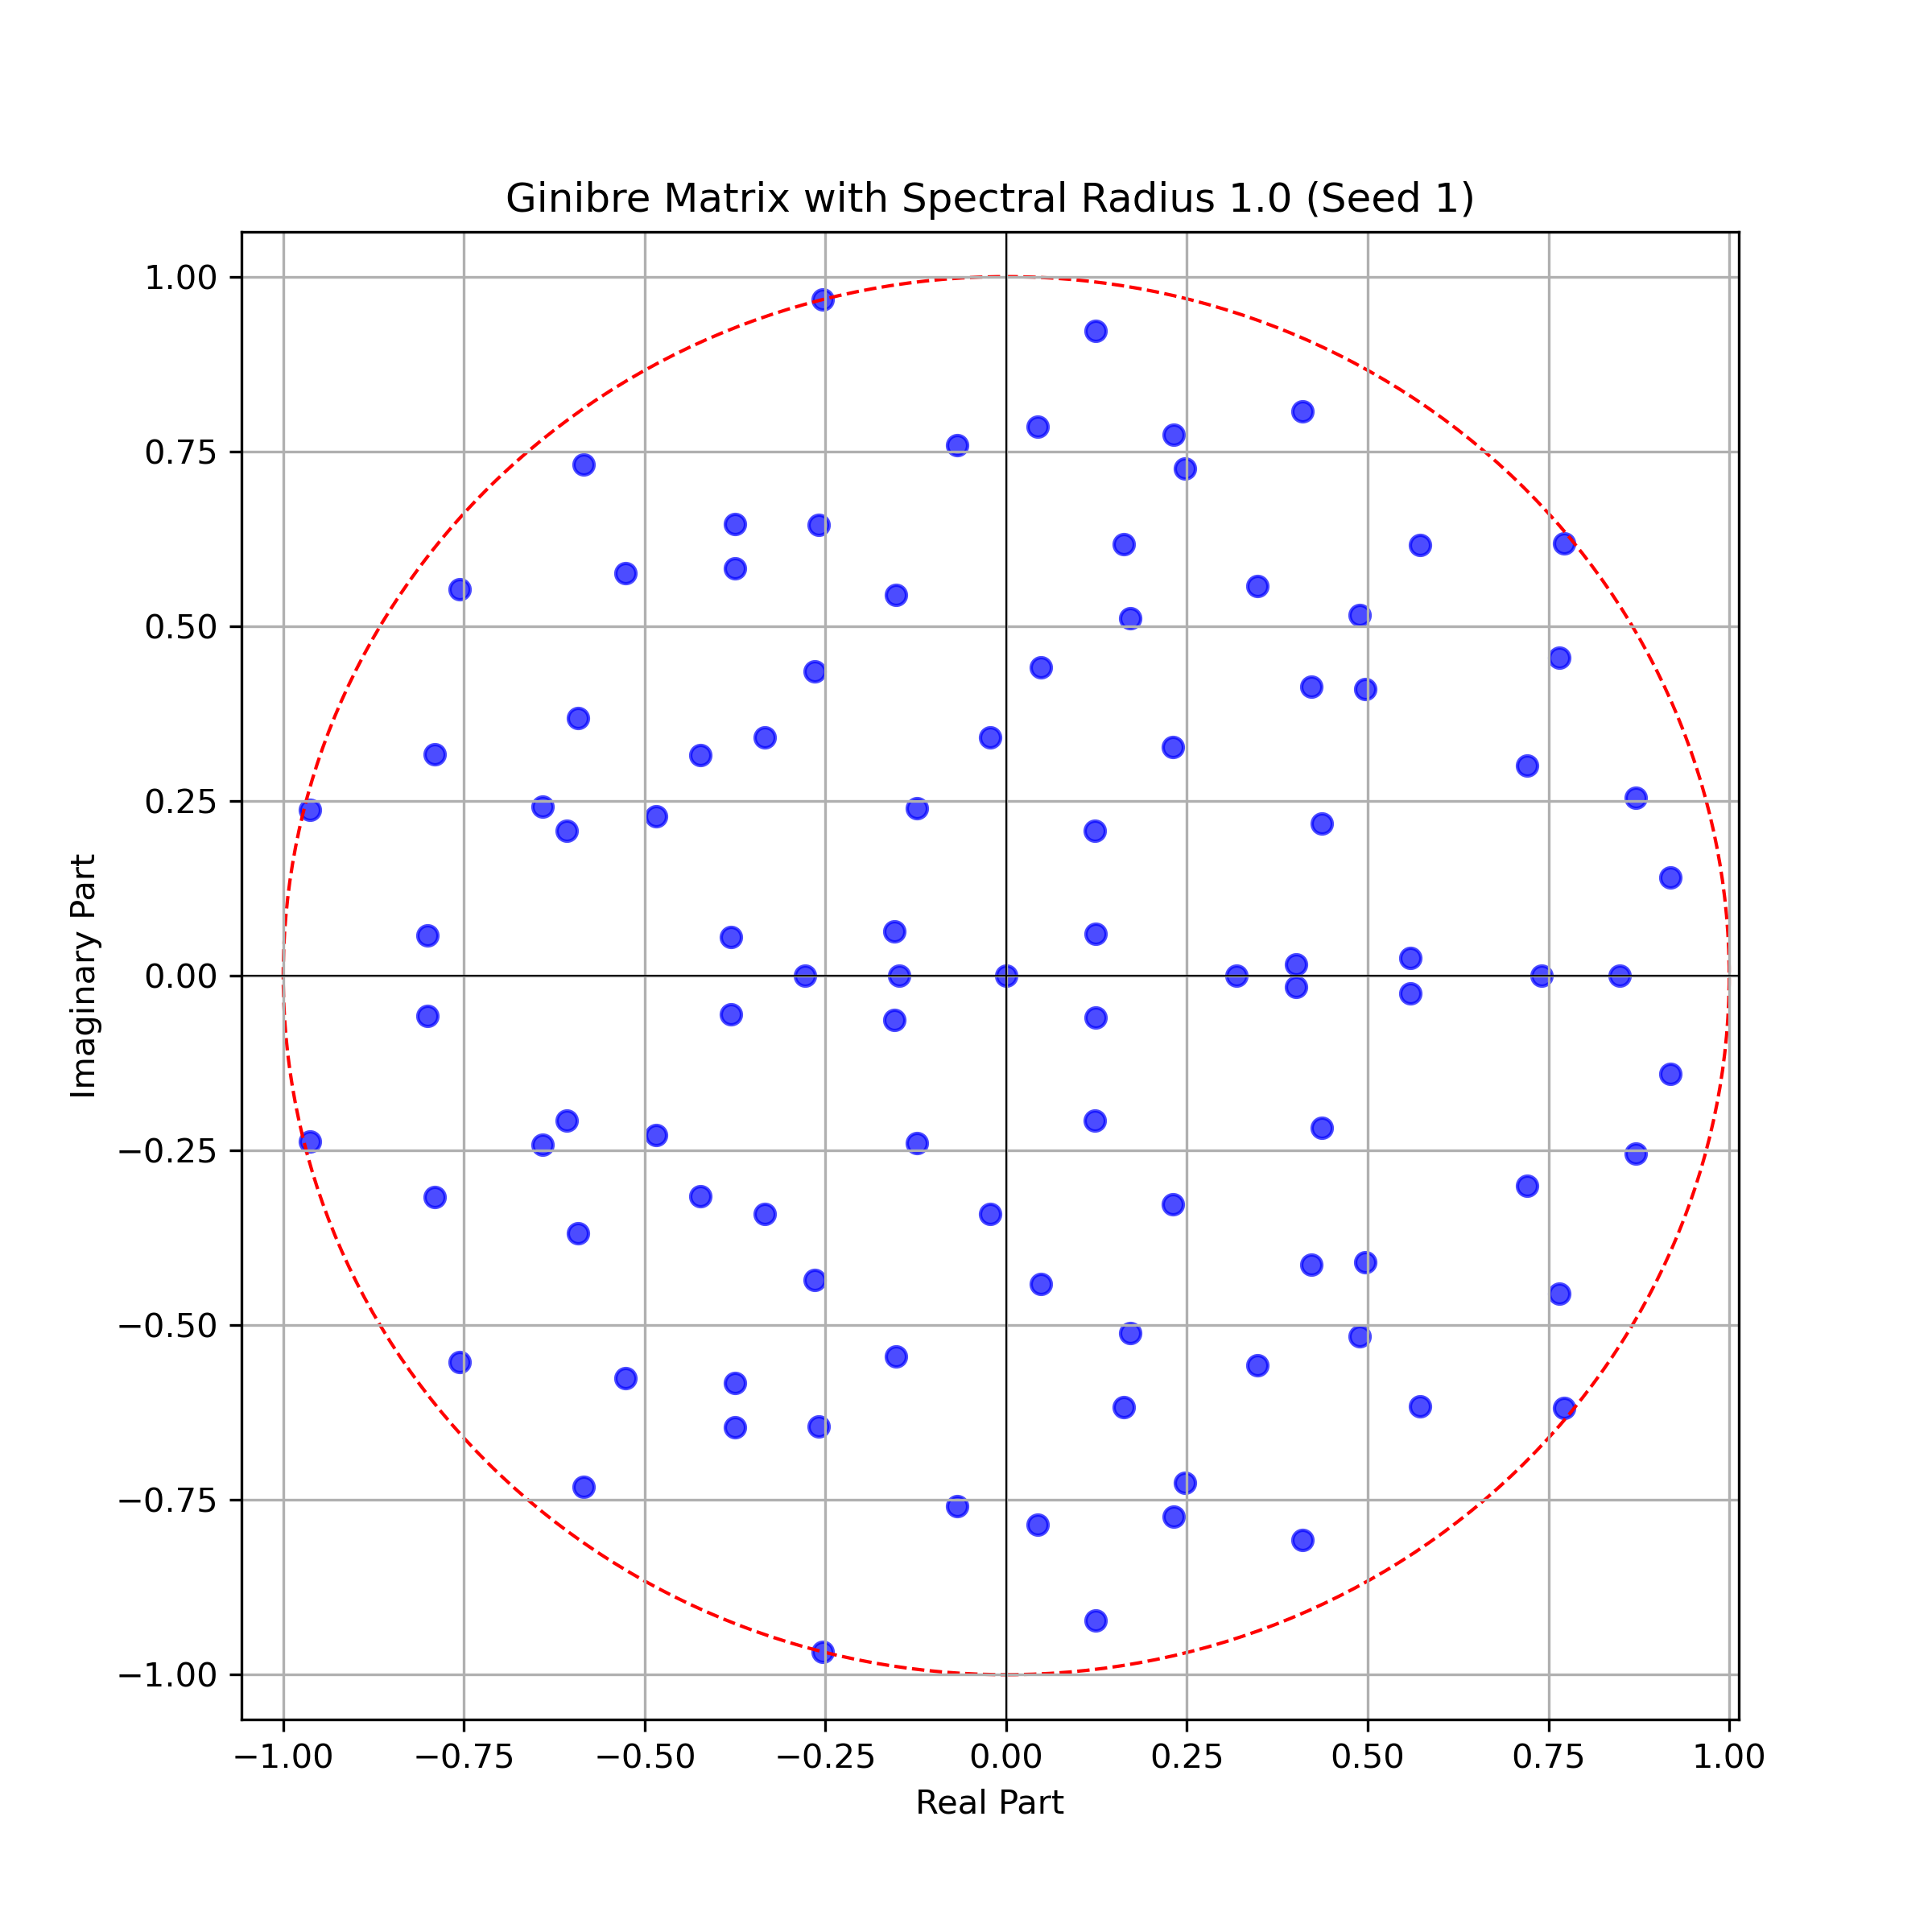 Ginibre Matrix with Spectral Radius 1.0 (Seed 1)
1.00
0.75
0.50
0.25
0.00
−0.25
−0.50
−0.75
−1.00
Imaginary Part
−1.00 −0.75 −0.50 −0.25 0.00 0.25 0.50 0.75 1.00
Real Part